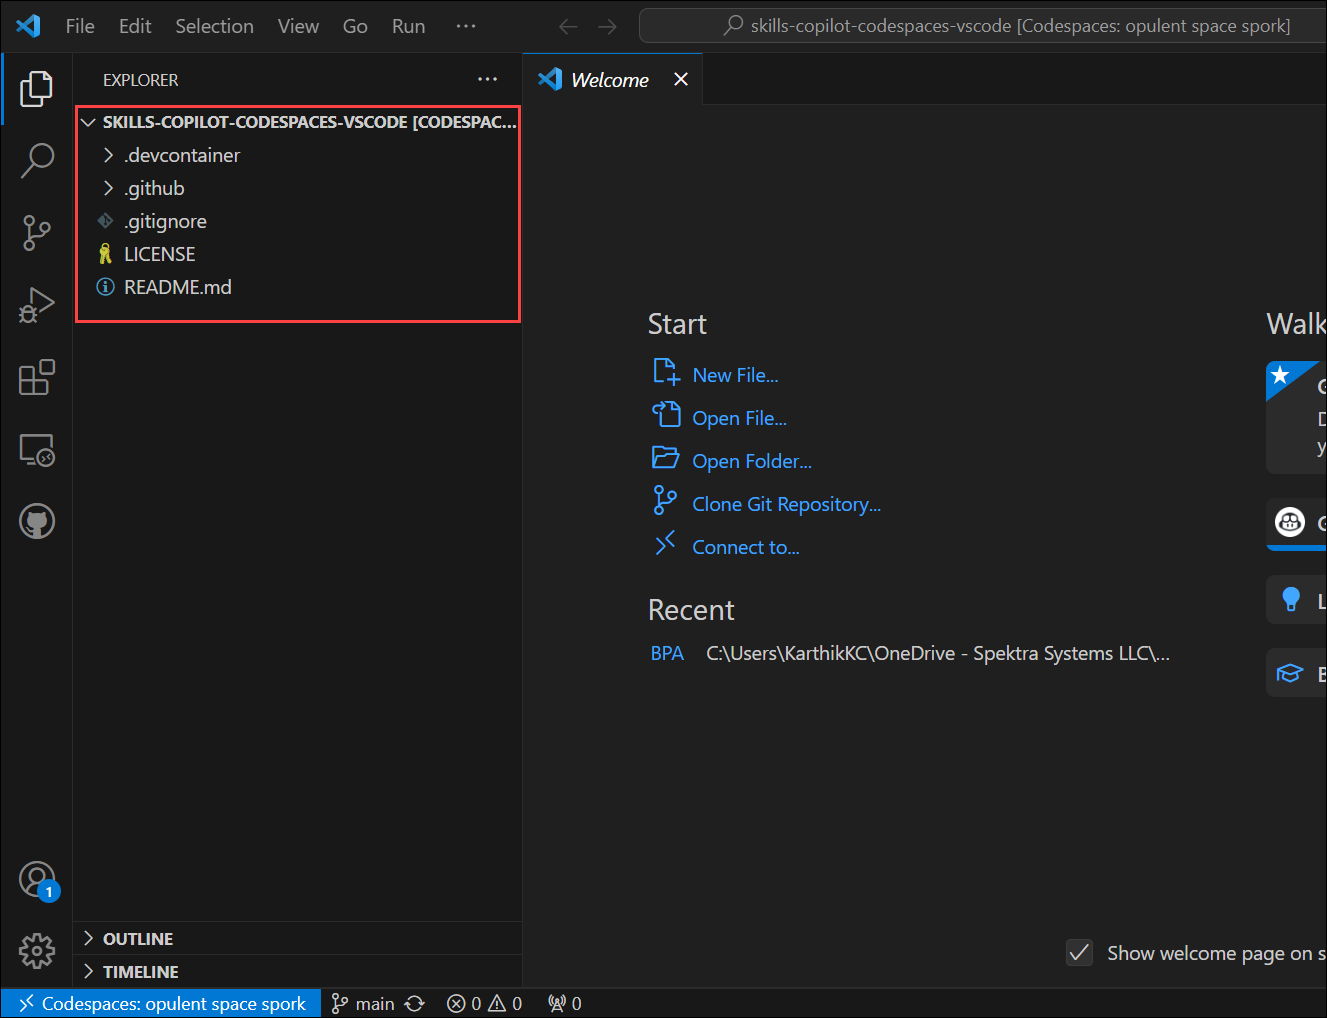 File Edit Selection View Go Run ···
skills-copilot-codespaces-vscode [Codespaces: opulent space spork]
EXPLORER ···
Welcome
SKILLS-COPILOT-CODESPACES-VSCODE [CODESPAC...
.devcontainer
.github
.gitignore
LICENSE
README.md
Start
New File...
Open File...
Open Folder...
Clone Git Repository...
Connect to...
Recent
BPA C:\Users\KarthikKC\OneDrive - Spektra Systems LLC\...
Walk
1
OUTLINE
TIMELINE
Show welcome page on s
Codespaces: opulent space spork main 0 0 0